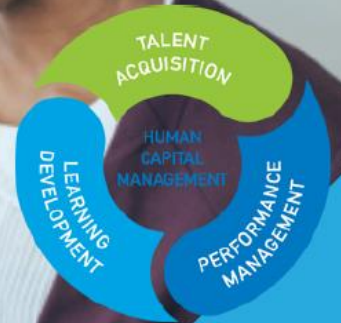 TALENT
ACQUISITION
HUMAN
CAPITAL
MANAGEMENT
LEARNING
DEVELOPMENT
PERFORMANCE
MANAGEMENT